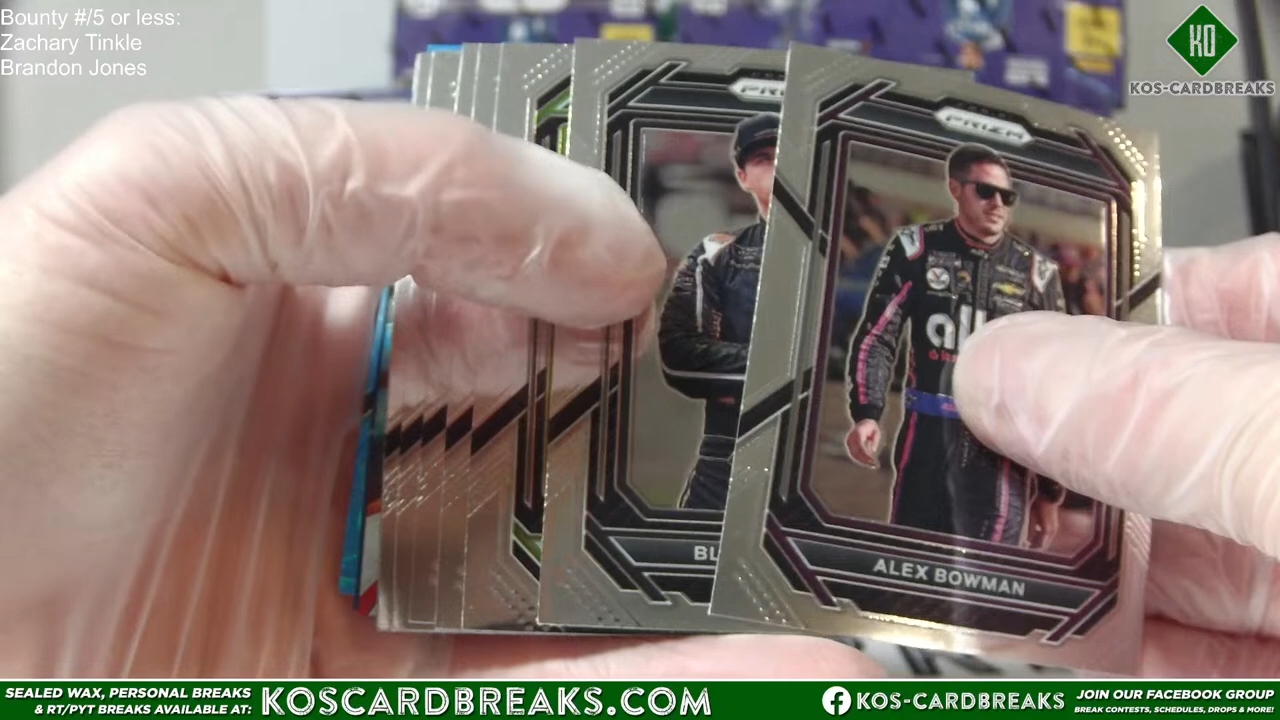 Bounty #/5 or less:
Zachary Tinkle
Brandon Jones
KO
KOS-CARDBREAKS
PRIZM
ALEX BOWMAN
BL
SEALED WAX, PERSONAL BREAKS
& RT/PYT BREAKS AVAILABLE AT:
KOSCARDBREAKS.COM
KOS-CARDBREAKS
JOIN OUR FACEBOOK GROUP
BREAK CONTESTS, SCHEDULES, DROPS & MORE!